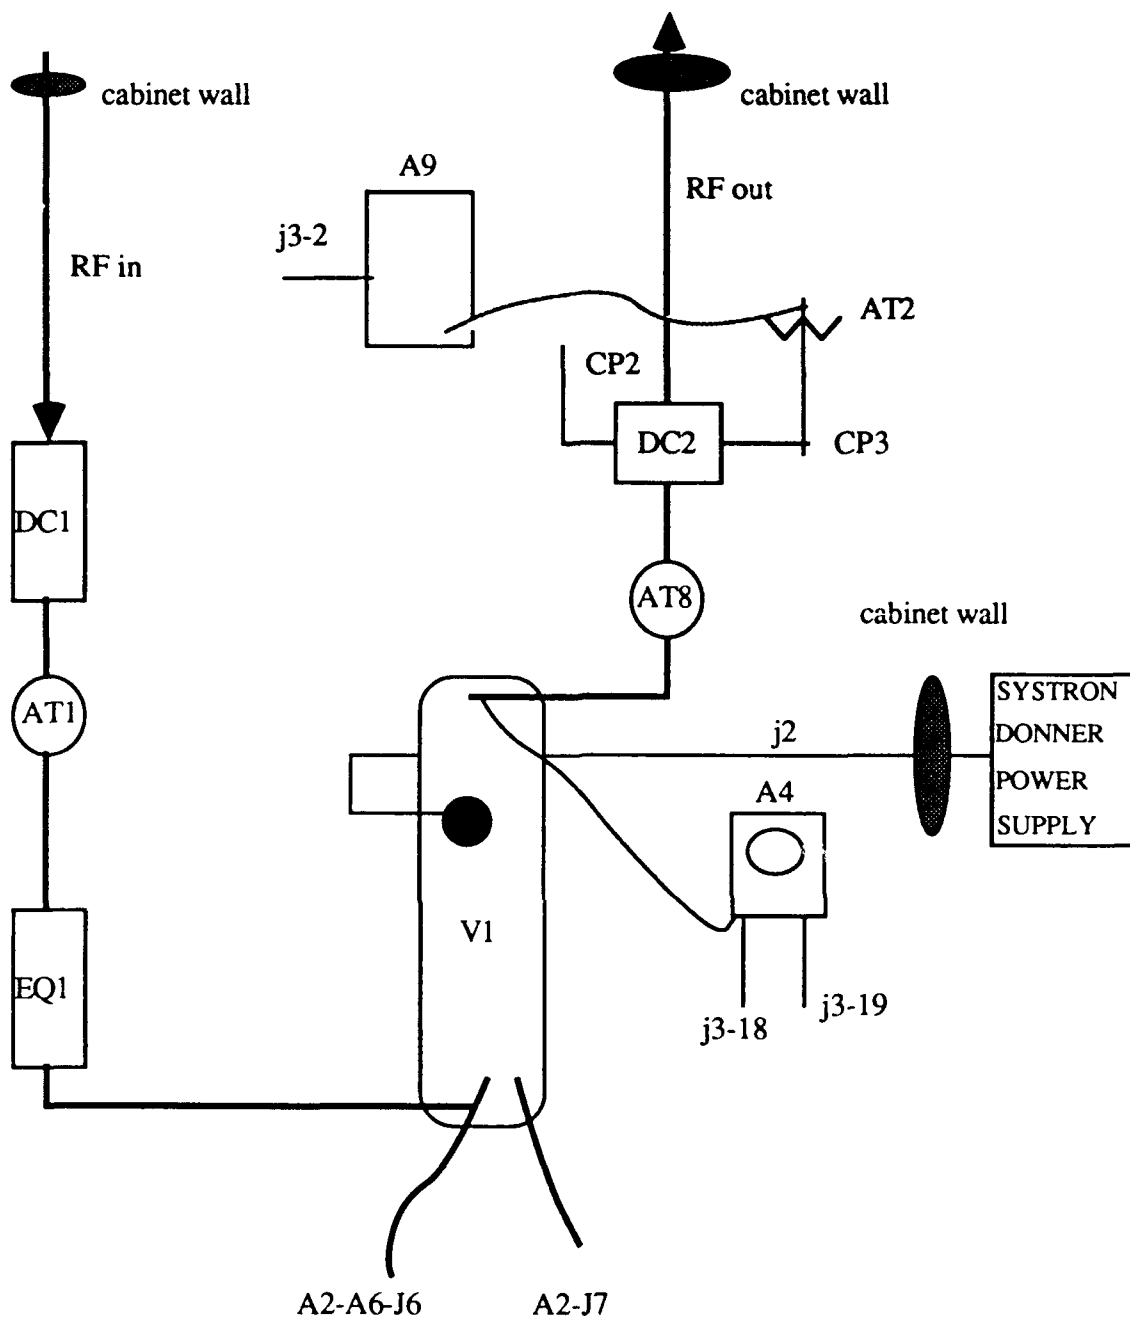 cabinet wall
cabinet wall
A9
RF out
j3-2
RF in
AT2
CP2
DC2
CP3
DC1
AT8
cabinet wall
AT1
SYSTRON
DONNER
POWER
SUPPLY
j2
A4
V1
EQ1
j3-19
j3-18
A2-A6-J6
A2-J7